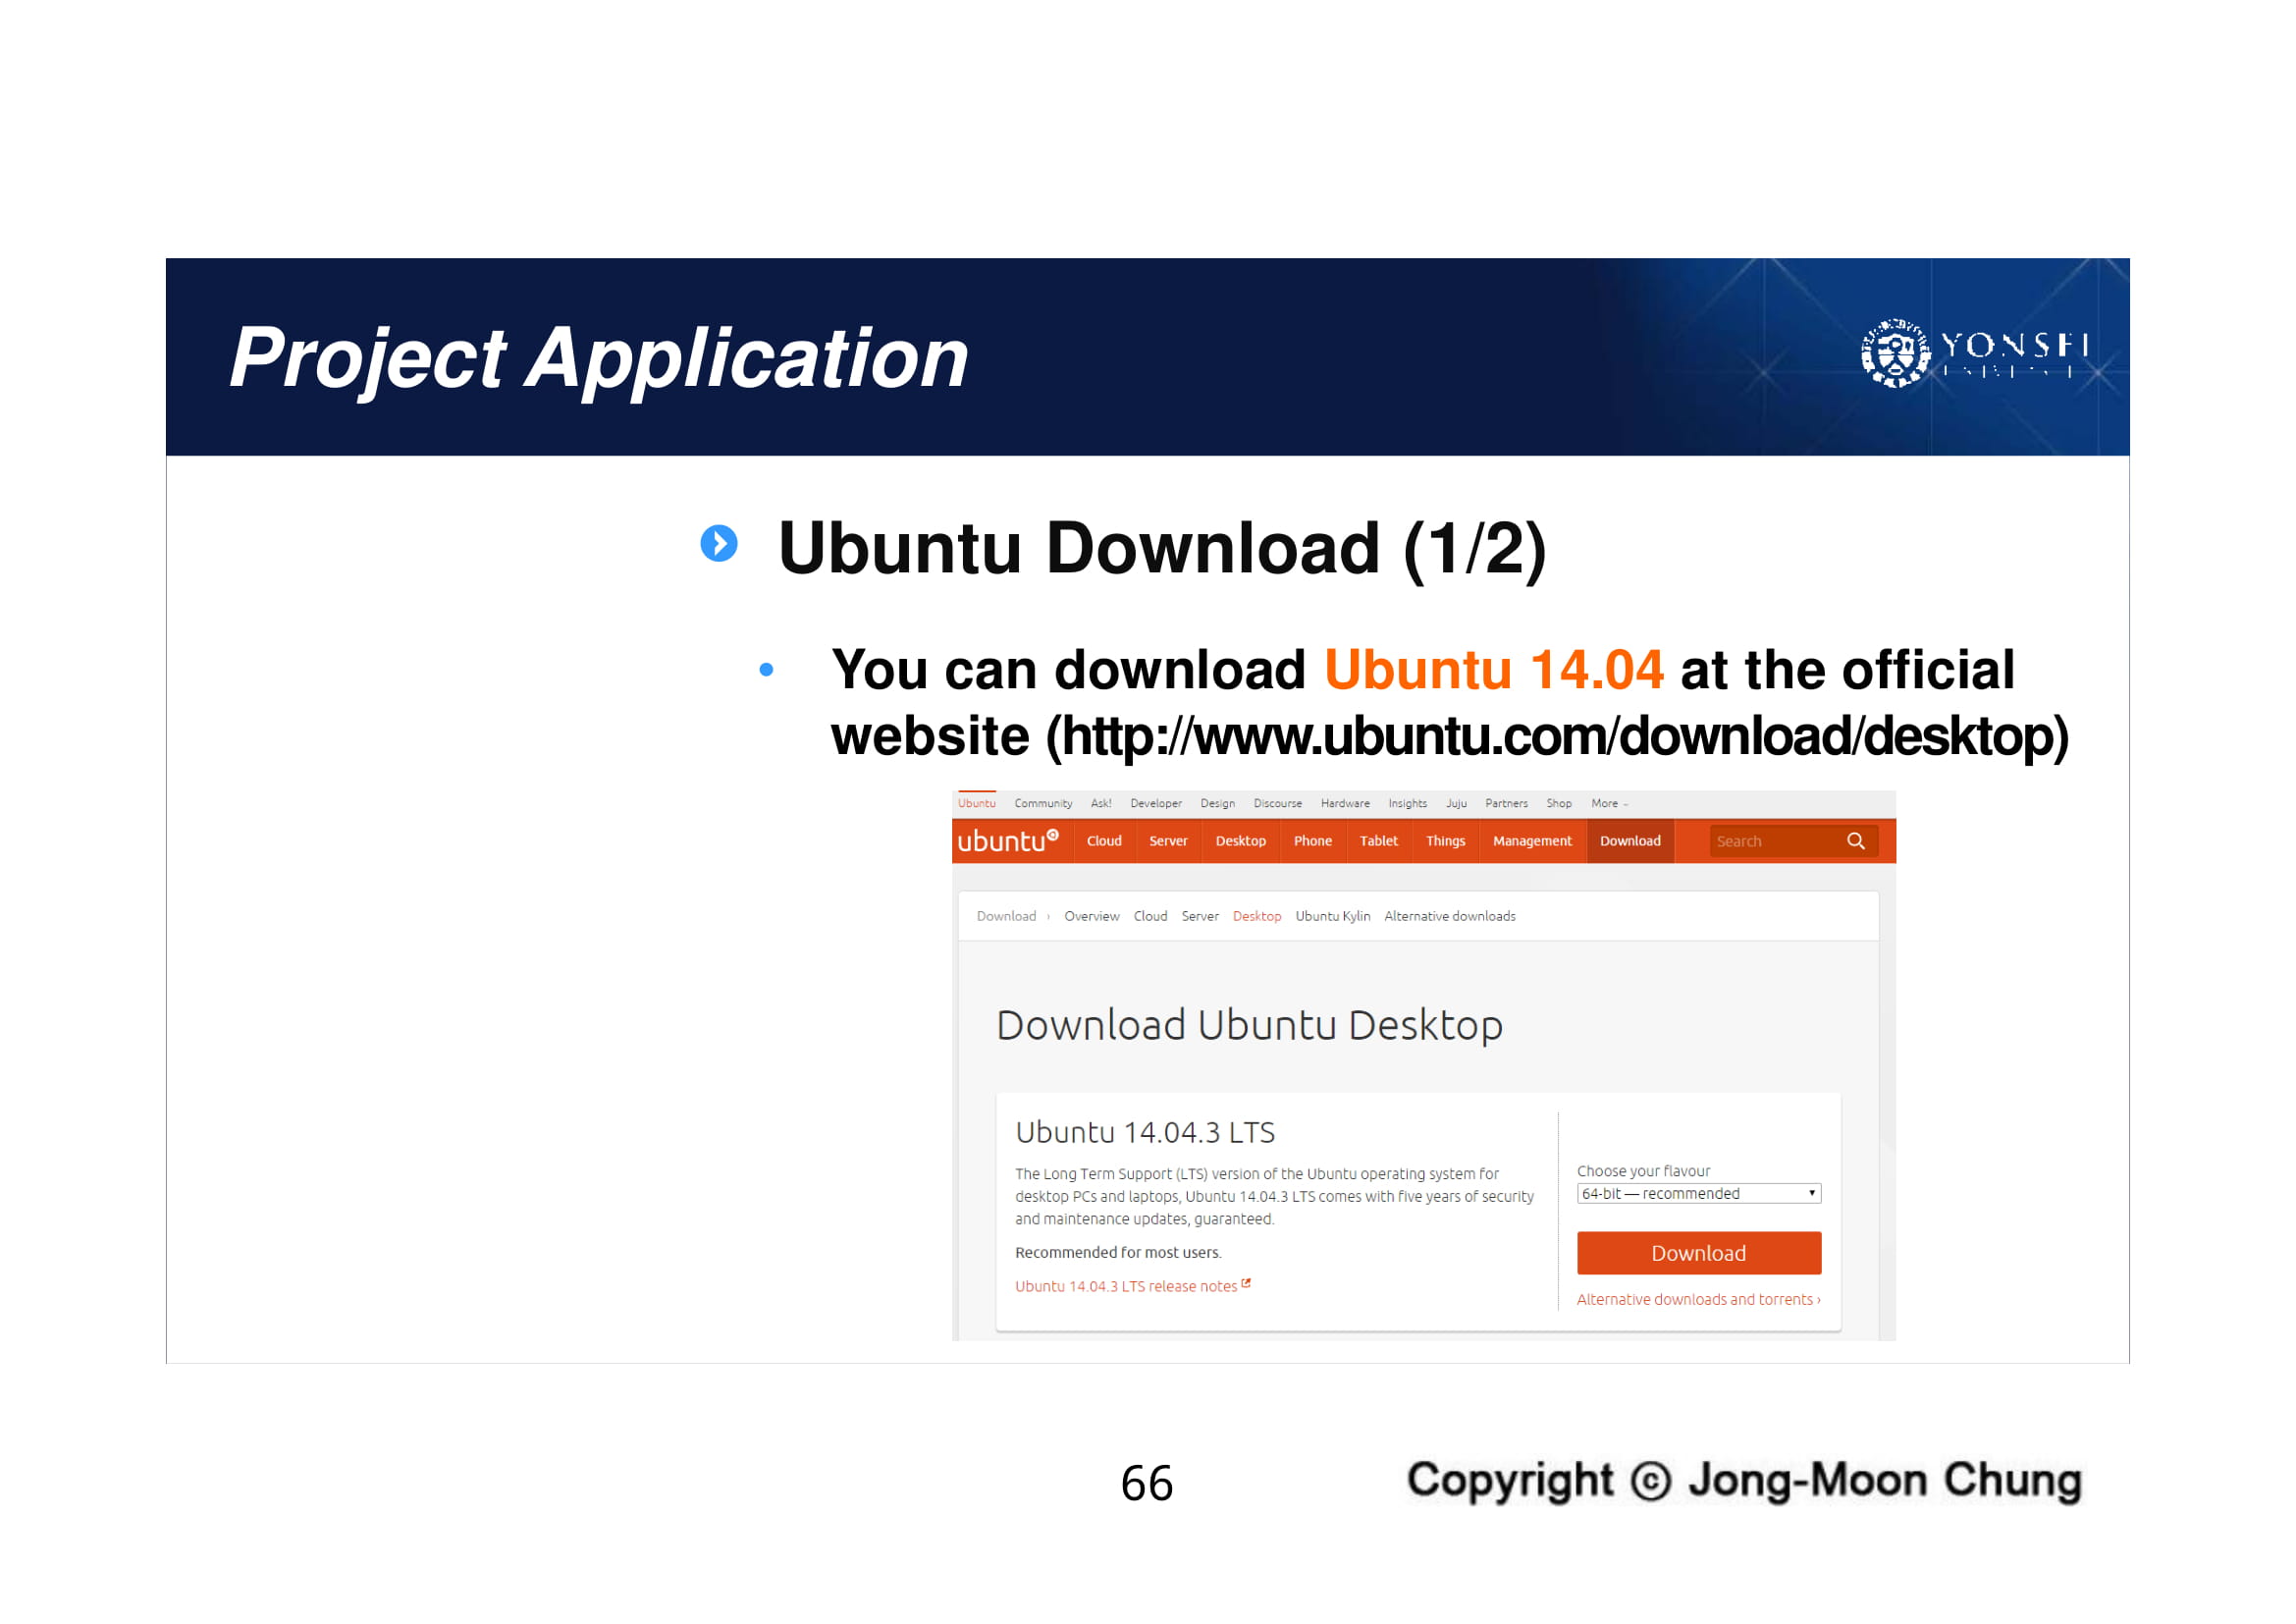 Project Application
YONSEI
Ubuntu Download (1/2)
• You can download Ubuntu 14.04 at the official
website (http://www.ubuntu.com/download/desktop)
Ubuntu Community Ask! Developer Design Discourse Hardware Insights Juju Partners Shop More
ubuntu Cloud Server Desktop Phone Tablet Things Management Download Search
Download › Overview Cloud Server Desktop Ubuntu Kylin Alternative downloads
Download Ubuntu Desktop
Ubuntu 14.04.3 LTS
The Long Term Support (LTS) version of the Ubuntu operating system for
desktop PCs and laptops, Ubuntu 14.04.3 LTS comes with five years of security
and maintenance updates, guaranteed.
Recommended for most users.
Ubuntu 14.04.3 LTS release notes
Choose your flavour
64-bit — recommended
Download
Alternative downloads and torrents ›
66
Copyright © Jong-Moon Chung